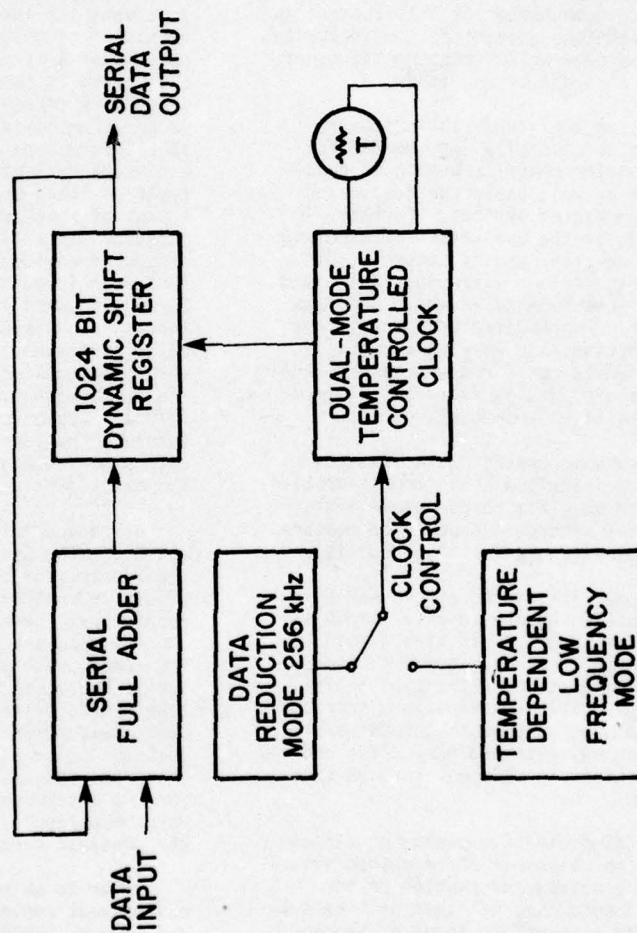 DATA
INPUT
SERIAL
FULL ADDER
1024 BIT
DYNAMIC SHIFT
REGISTER
SERIAL
DATA
OUTPUT
DATA
REDUCTION
MODE 256 kHz
CLOCK
CONTROL
DUAL-MODE
TEMPERATURE
CONTROLLED
CLOCK
T
TEMPERATURE
DEPENDENT
LOW
FREQUENCY
MODE